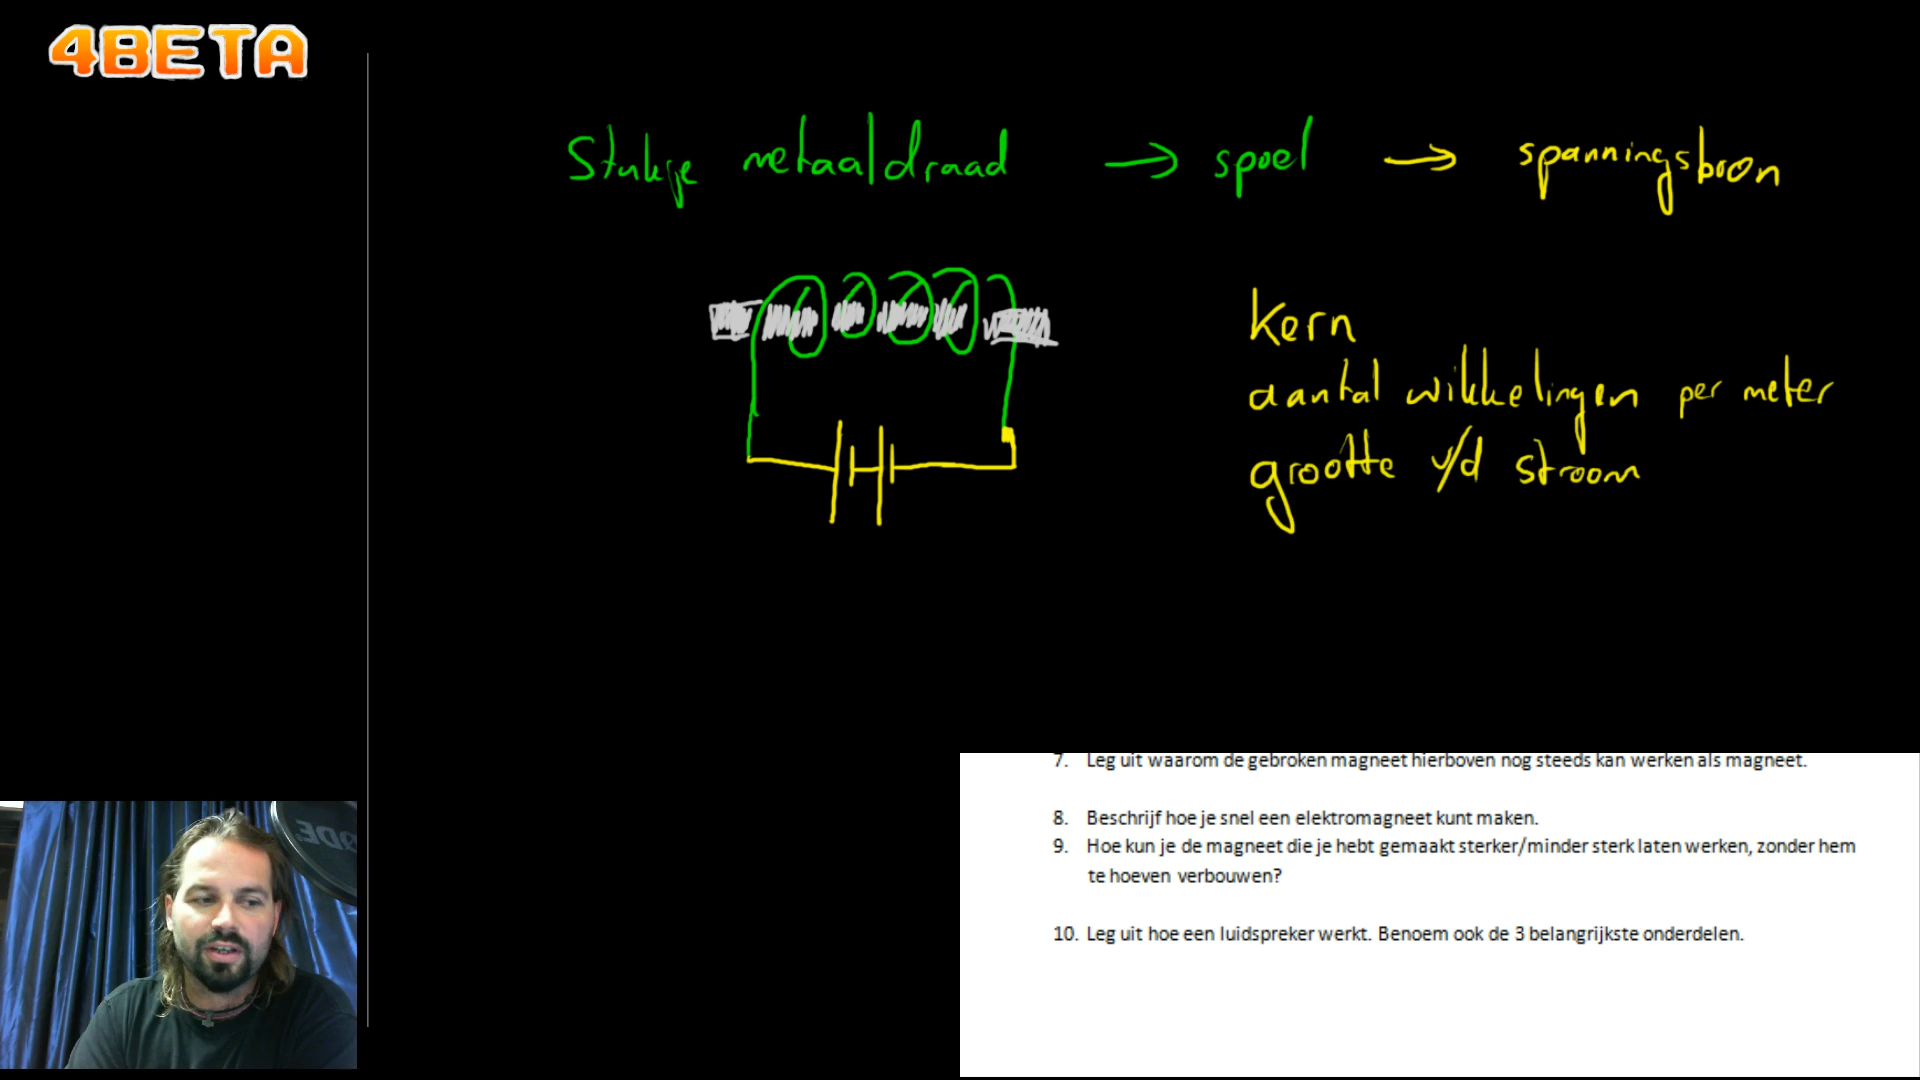 4BETA
Stukje metaaldraad → spoel → spanningsbron
Kern
aantal wikkelingen per meter
grootte v/d stroom
7. Leg uit waarom de gebroken magneet hierboven nog steeds kan werken als magneet.
8. Beschrijf hoe je snel een elektromagneet kunt maken.
9. Hoe kun je de magneet die je hebt gemaakt sterker/minder sterk laten werken, zonder hem
te hoeven verbouwen?
10. Leg uit hoe een luidspreker werkt. Benoem ook de 3 belangrijkste onderdelen.